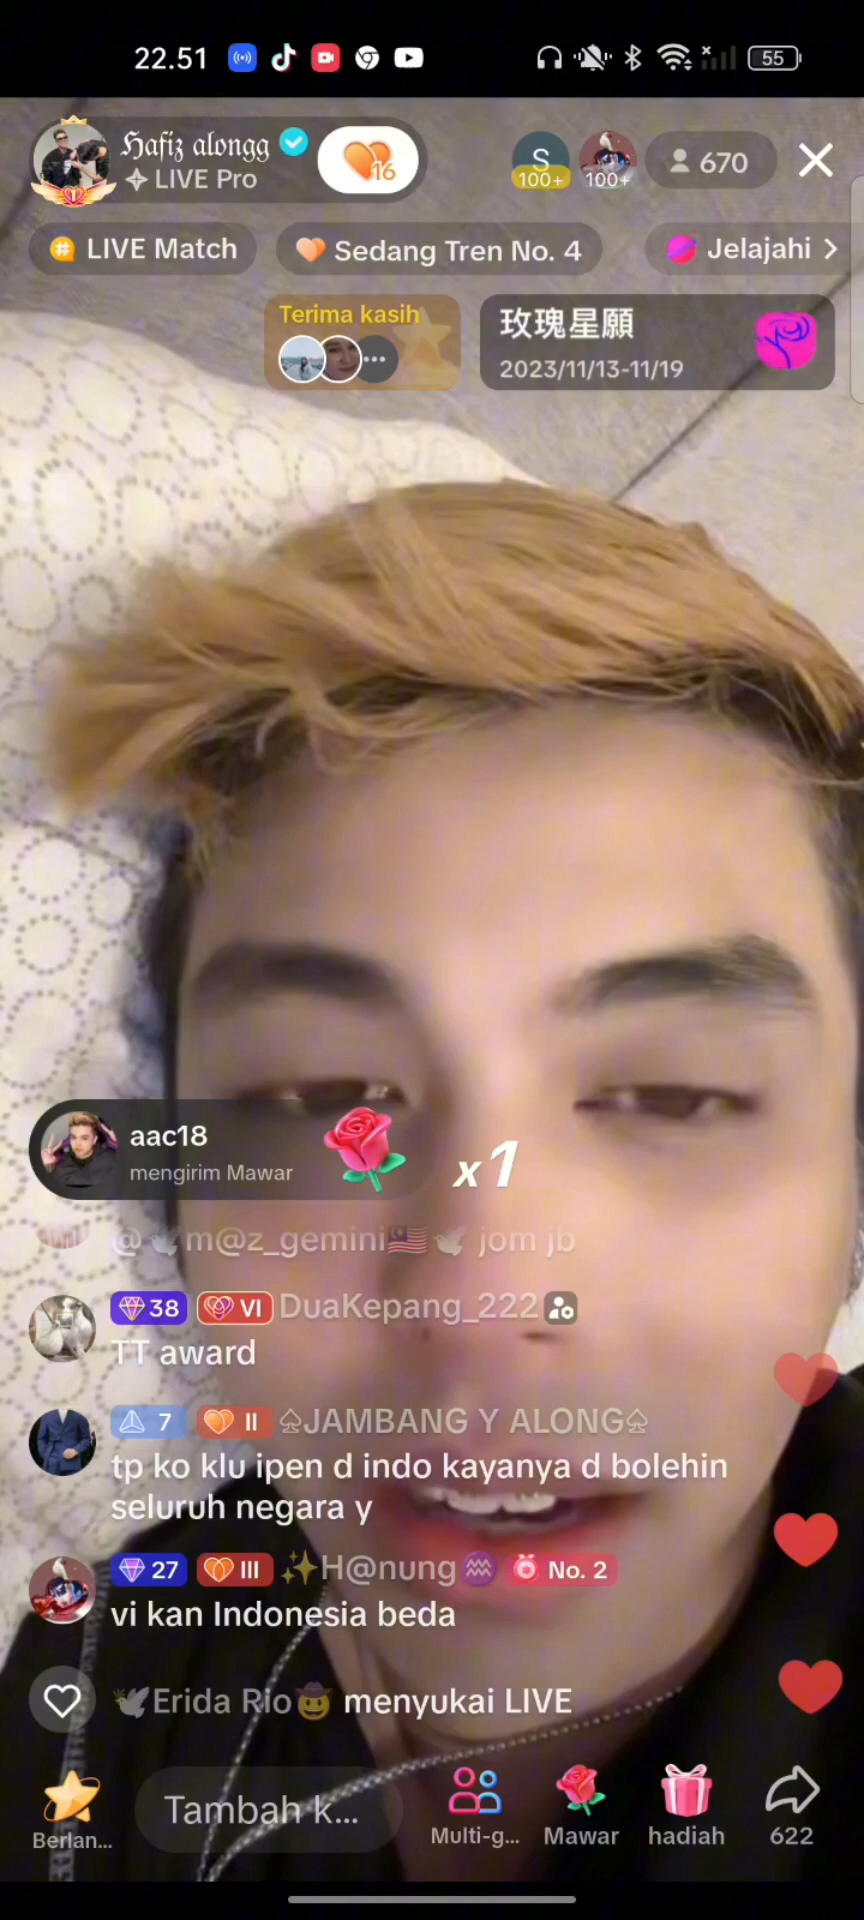 22.51
55
Hafiz alongg
LIVE Pro
16
S
100+
100+
670
LIVE Match
Sedang Tren No. 4
Jelajahi >
Terima kasih
玫瑰星願
2023/11/13-11/19
aac18
mengirim Mawar
x1
@🕊m@z_gemini🇲🇾🕊 jom jb
38 VI DuaKepang_222
TT award
7 II ♤JAMBANG Y ALONG♤
tp ko klu ipen d indo kayanya d bolehin
seluruh negara y
27 III ✨H@nung♒ No. 2
vi kan Indonesia beda
🕊Erida Rio🤠 menyukai LIVE
Berlan...
Tambah k...
Multi-g...
Mawar
hadiah
622